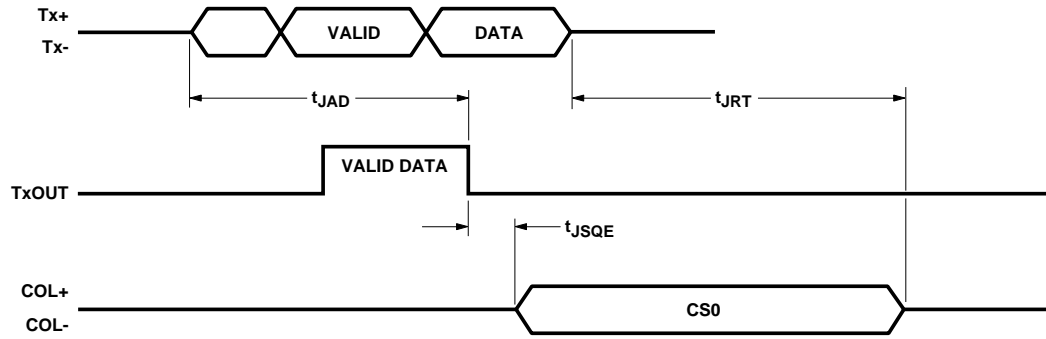 Tx+
Tx-
VALID
DATA
tJAD
tJRT
TxOUT
VALID DATA
tJSQE
COL+
COL-
CS0